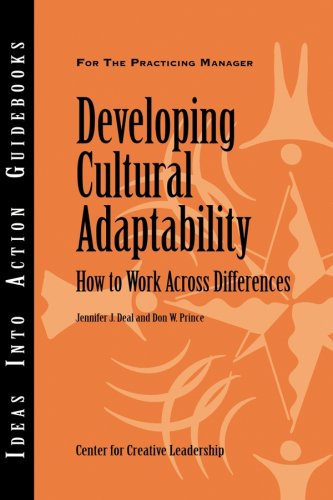 Ideas Into Action Guidebooks
For The Practicing Manager
Developing
Cultural
Adaptability
How to Work Across Differences
Jennifer J. Deal and Don W. Prince
Center for Creative Leadership